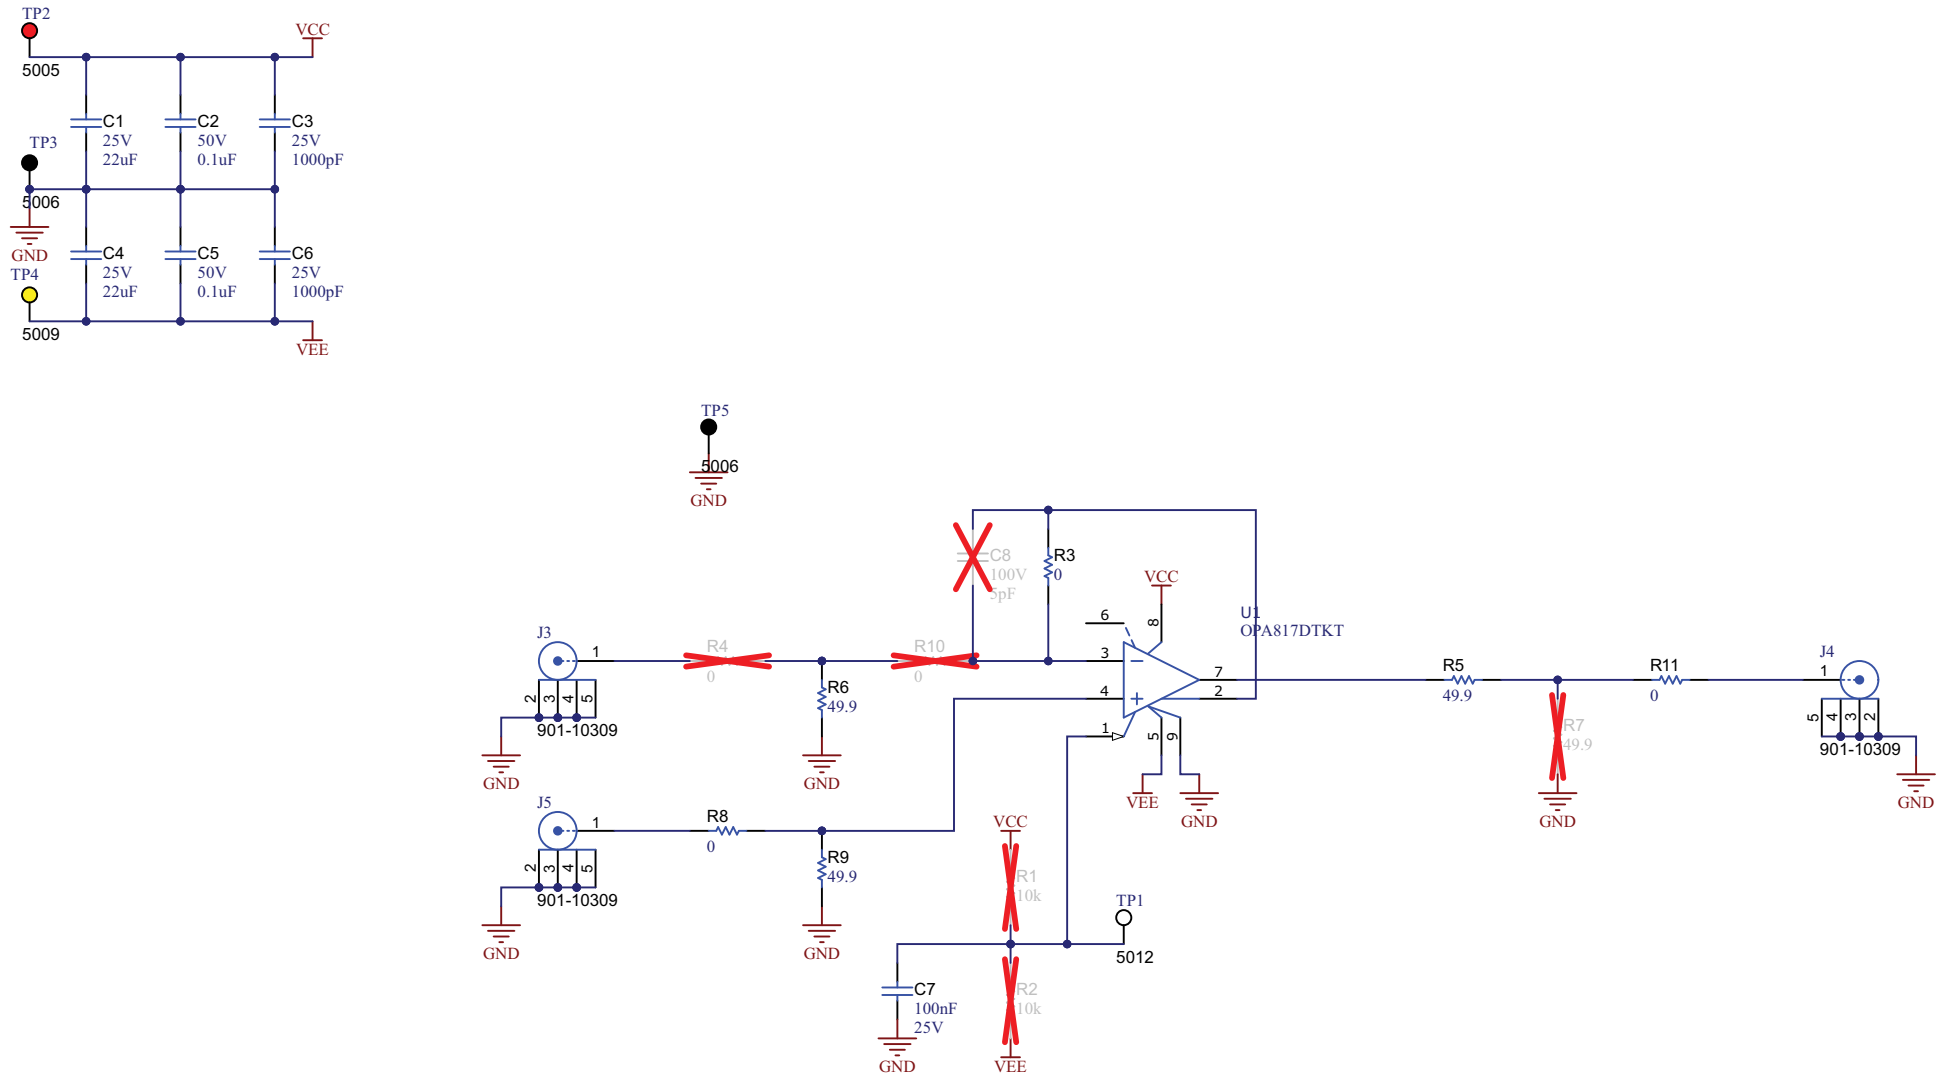 TP2
5005
VCC
C1
25V
22uF
C2
50V
0.1uF
C3
25V
1000pF
TP3
5006
GND
C4
25V
22uF
C5
50V
0.1uF
C6
25V
1000pF
TP4
5009
VEE
TP5
5006
GND
C8
100V
5pF
R3
0
VCC
8
6
3
4
1
5
9
7
2
U1
OPA817DTKT
VEE
GND
J3
1
2
3
4
5
901-10309
GND
R4
0
R10
0
R6
49.9
GND
J5
1
2
3
4
5
901-10309
GND
R8
0
R9
49.9
GND
R5
49.9
R11
0
R7
49.9
GND
J4
1
5
4
3
2
901-10309
GND
VCC
R1
10k
TP1
5012
C7
100nF
25V
GND
R2
10k
VEE